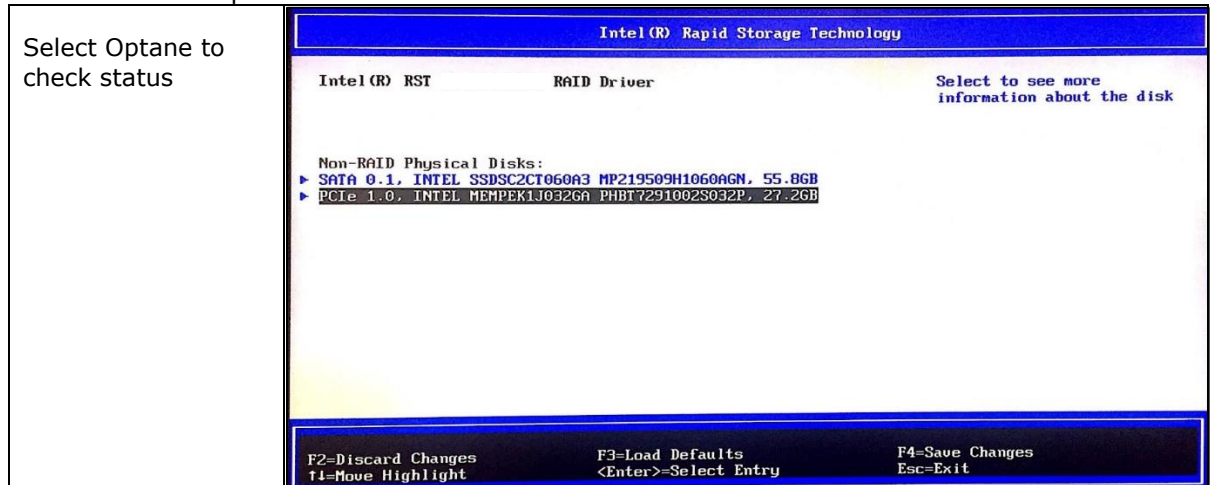 Select Optane to
check status
Intel(R) Rapid Storage Technology
Intel(R) RST RAID Driver
Select to see more
information about the disk
Non-RAID Physical Disks:
▶ SATA 0.1, INTEL SSDSC2CT060A3 MP219509H1060AGN, 55.8GB
▶ PCIe 1.0, INTEL MEMPEK1J032GA PHBT7291002S032P, 27.2GB
F2=Discard Changes F3=Load Defaults F4=Save Changes
↑↓=Move Highlight <Enter>=Select Entry Esc=Exit